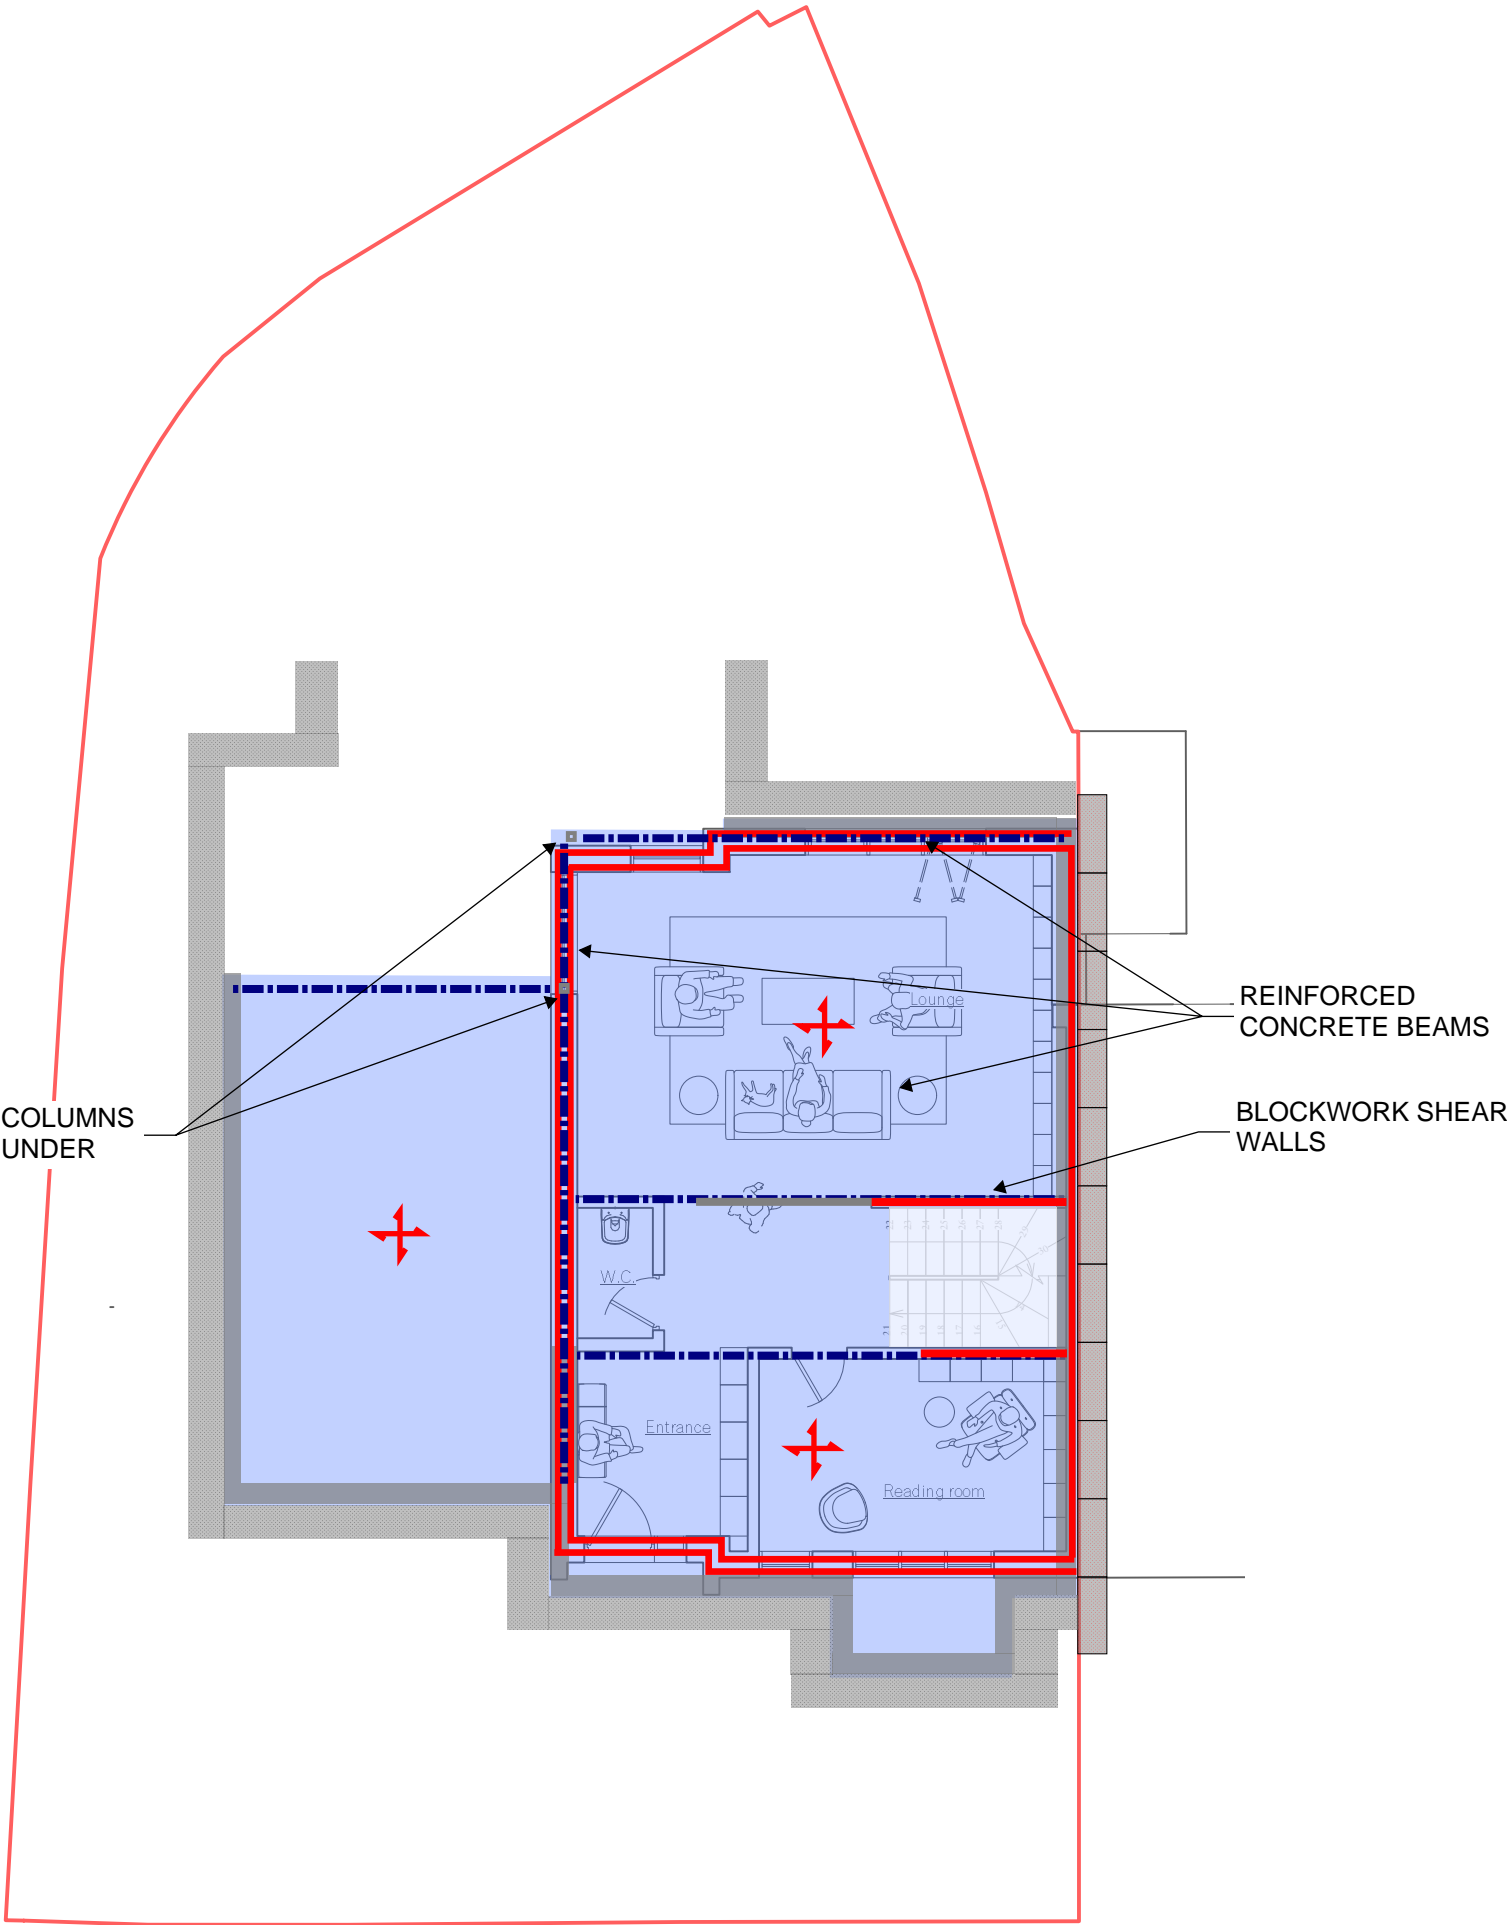 Lounge
REINFORCED
CONCRETE BEAMS
COLUMNS
UNDER
BLOCKWORK SHEAR
WALLS
W.C.
Entrance
Reading room